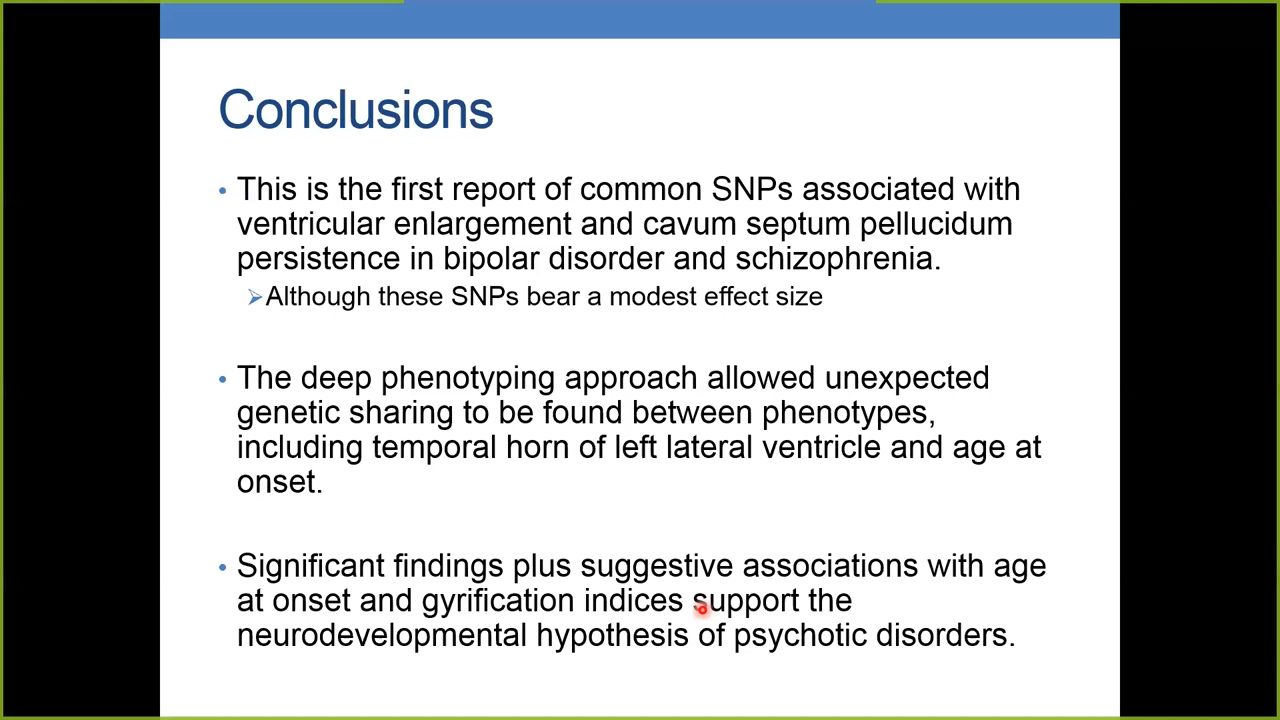 Conclusions
• This is the first report of common SNPs associated with
ventricular enlargement and cavum septum pellucidum
persistence in bipolar disorder and schizophrenia.
➢Although these SNPs bear a modest effect size
• The deep phenotyping approach allowed unexpected
genetic sharing to be found between phenotypes,
including temporal horn of left lateral ventricle and age at
onset.
• Significant findings plus suggestive associations with age
at onset and gyrification indices support the
neurodevelopmental hypothesis of psychotic disorders.